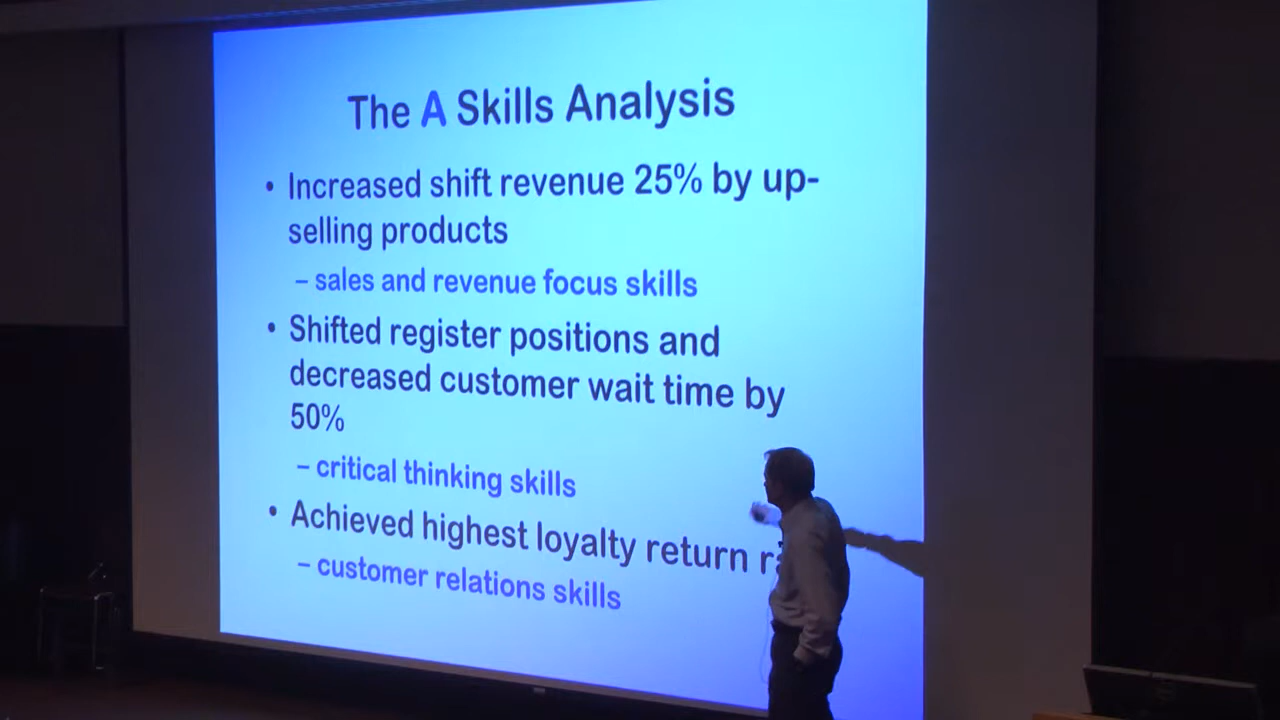 The A Skills Analysis
• Increased shift revenue 25% by up-
selling products
– sales and revenue focus skills
• Shifted register positions and
decreased customer wait time by
50%
– critical thinking skills
• Achieved highest loyalty return
– customer relations skills